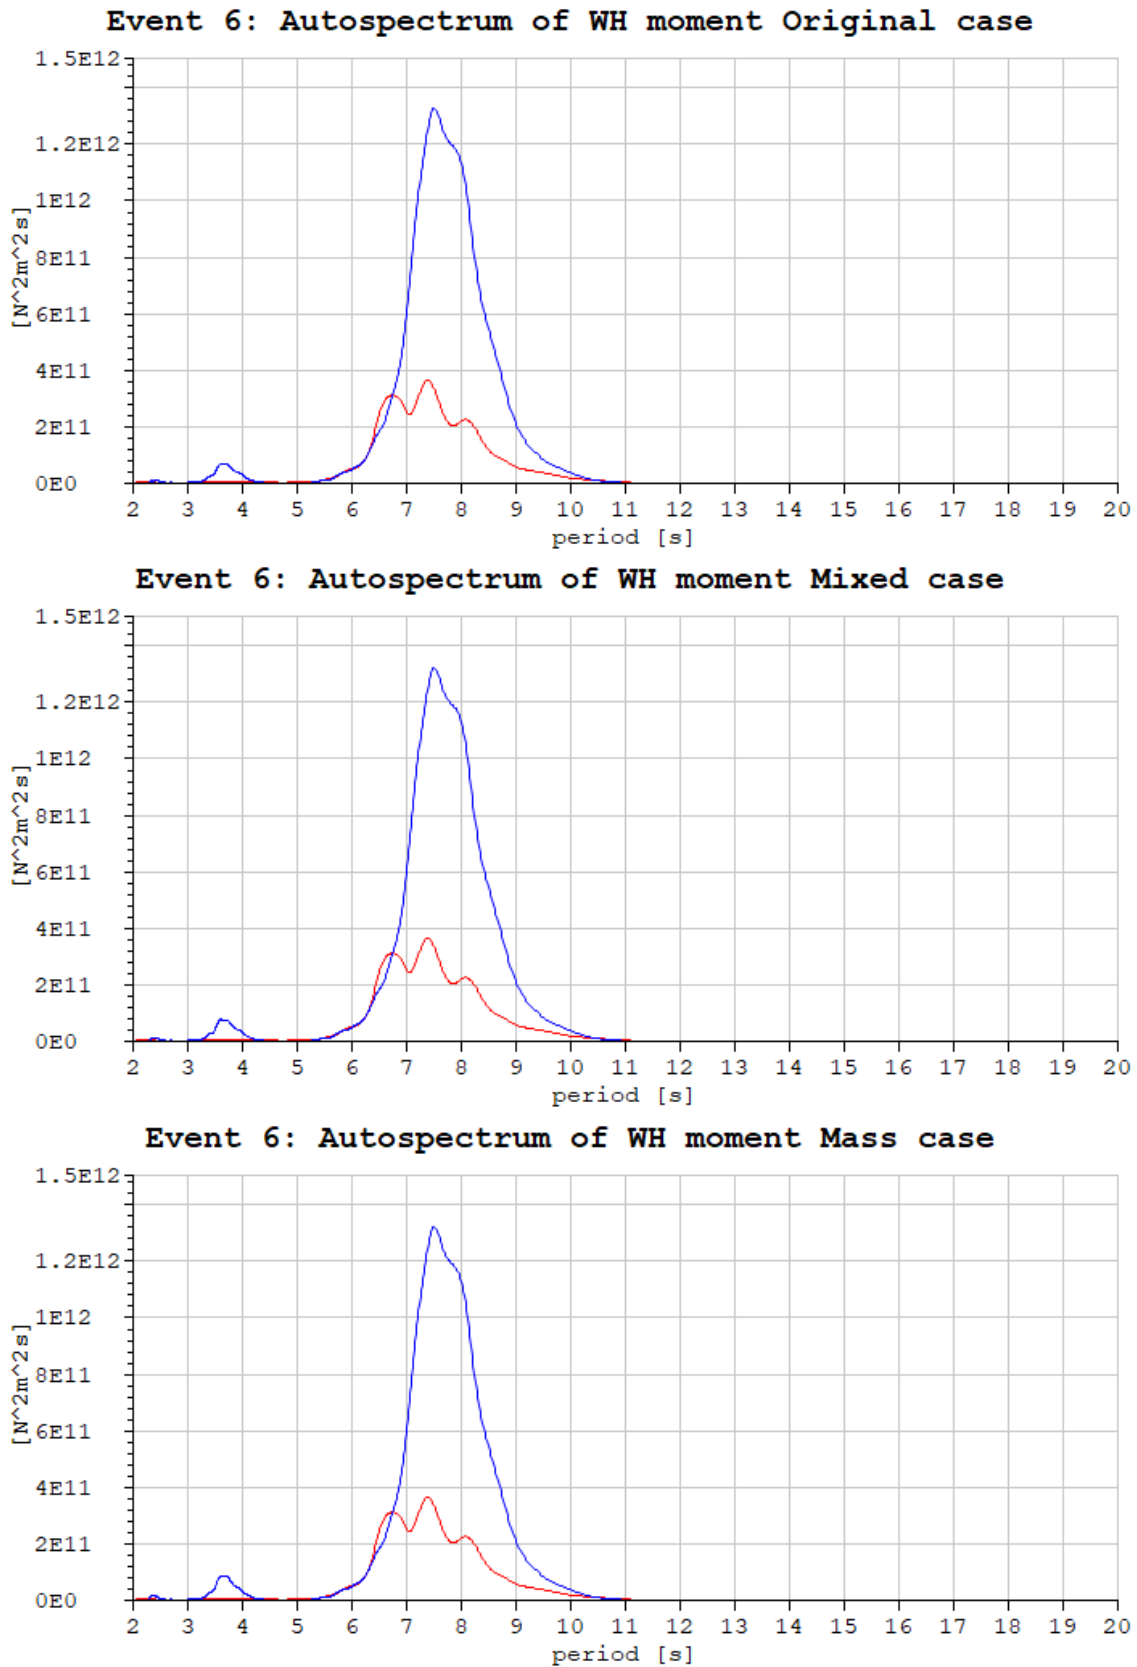 Event 6: Autospectrum of WH moment Original case
1.5E12
1.2E12
1E12
8E11
6E11
4E11
2E11
0E0
[N^2m^2s]
2 3 4 5 6 7 8 9 10 11 12 13 14 15 16 17 18 19 20
period [s]
Event 6: Autospectrum of WH moment Mixed case
1.5E12
1.2E12
1E12
8E11
6E11
4E11
2E11
0E0
[N^2m^2s]
2 3 4 5 6 7 8 9 10 11 12 13 14 15 16 17 18 19 20
period [s]
Event 6: Autospectrum of WH moment Mass case
1.5E12
1.2E12
1E12
8E11
6E11
4E11
2E11
0E0
[N^2m^2s]
2 3 4 5 6 7 8 9 10 11 12 13 14 15 16 17 18 19 20
period [s]